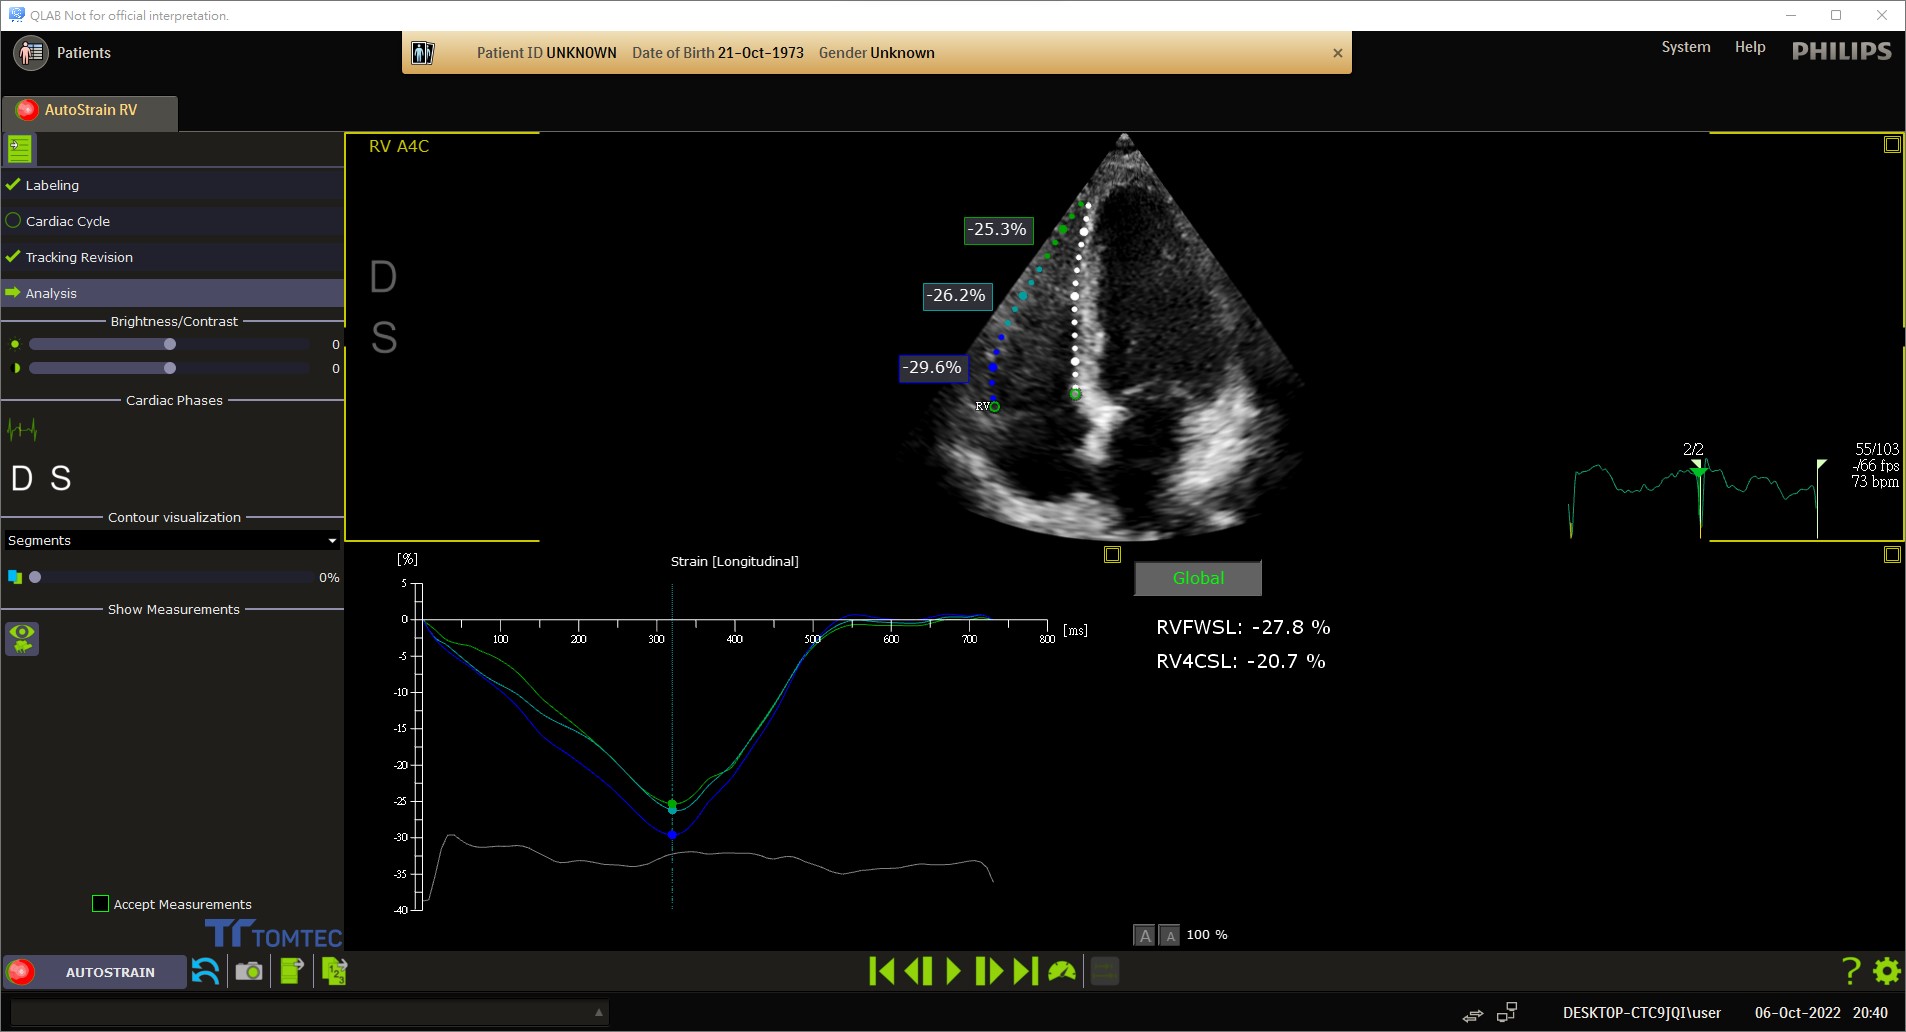 QLAB Not for official interpretation.
Patients
Patient ID UNKNOWN Date of Birth 21-Oct-1973 Gender Unknown
System Help PHILIPS
AutoStrain RV
Labeling
Cardiac Cycle
Tracking Revision
Analysis
Brightness/Contrast
0
0
Cardiac Phases
D S
Contour visualization
Segments
0%
Show Measurements
Accept Measurements
TOMTEC
RV A4C
D
S
-25.3%
-26.2%
-29.6%
RV
2/2
55/103
-/66 fps
73 bpm
[%]
Strain [Longitudinal]
5
0
-5
-10
-15
-20
-25
-30
-35
-40
100 200 300 400 500 600 700 800 [ms]
Global
RVFWSL: -27.8 %
RV4CSL: -20.7 %
A A 100 %
AUTOSTRAIN
DESKTOP-CTC9JQI\user 06-Oct-2022 20:40